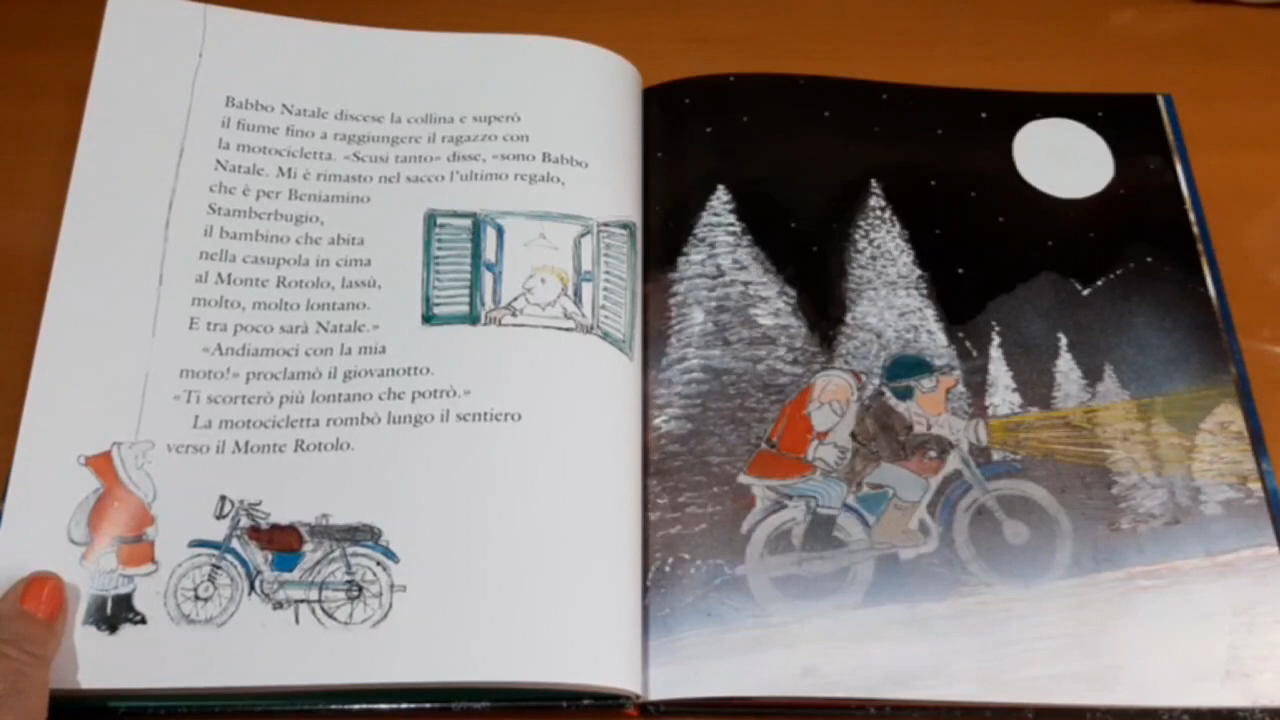 Babbo Natale discese la collina e superò
il fiume fino a raggiungere il ragazzo con
la motocicletta. «Scusi tanto» disse, «sono Babbo
Natale. Mi è rimasto nel sacco l'ultimo regalo,
che è per Beniamino
Stamberbugio,
il bambino che abita
nella casupola in cima
al Monte Rotolo, lassù,
molto, molto lontano.
E tra poco sarà Natale.»
«Andiamoci con la mia
moto!» proclamò il giovanotto.
«Ti scorterò più lontano che potrò.»
La motocicletta rombò lungo il sentiero
verso il Monte Rotolo.